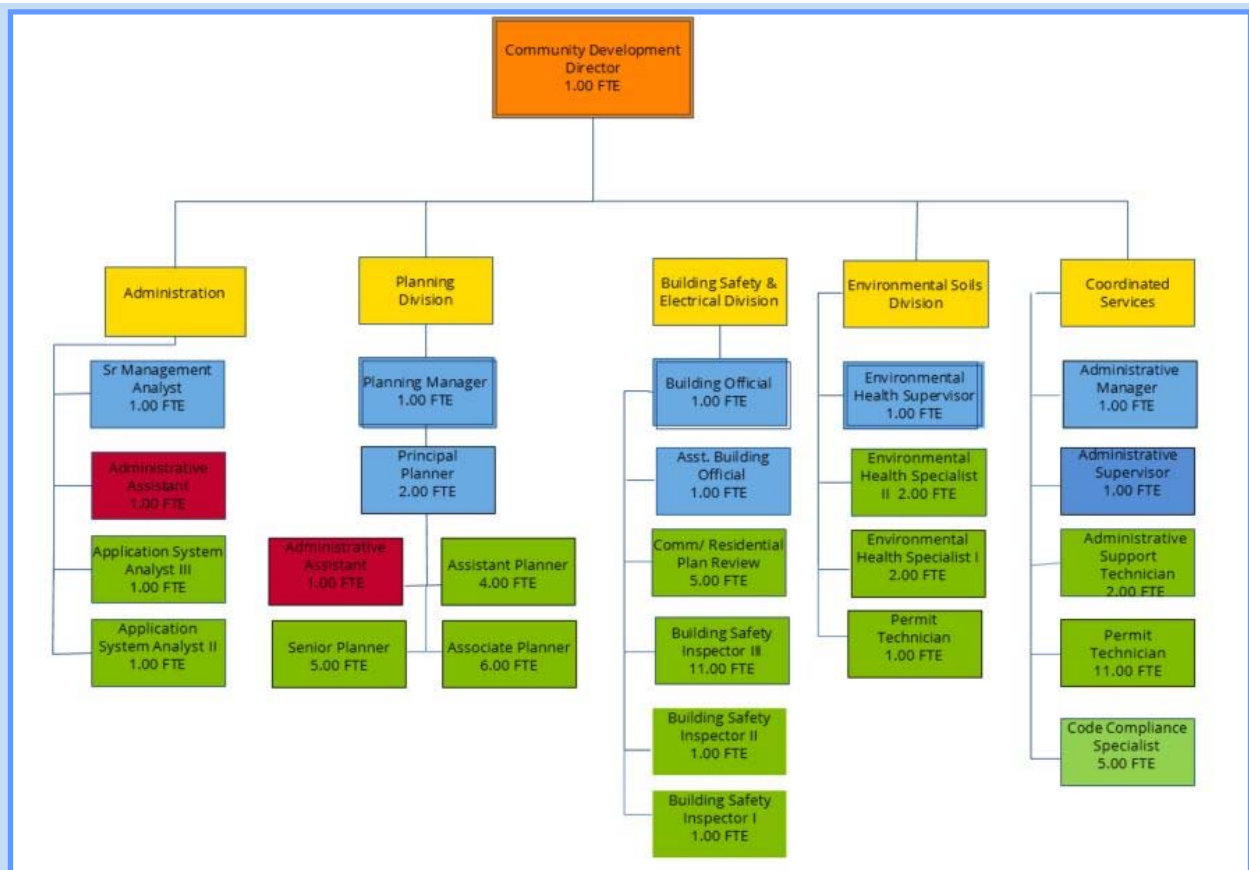 Community Development
Director
1.00 FTE
Administration
Sr Management
Analyst
1.00 FTE
Administrative
Assistant
1.00 FTE
Application System
Analyst III
1.00 FTE
Application
System Analyst II
1.00 FTE
Planning
Division
Planning Manager
1.00 FTE
Principal
Planner
2.00 FTE
Administrative
Assistant
1.00 FTE
Assistant Planner
4.00 FTE
Senior Planner
5.00 FTE
Associate Planner
6.00 FTE
Building Safety &
Electrical Division
Building Official
1.00 FTE
Asst. Building
Official
1.00 FTE
Comm/ Residential
Plan Review
5.00 FTE
Building Safety
Inspector III
11.00 FTE
Building Safety
Inspector II
1.00 FTE
Building Safety
Inspector I
1.00 FTE
Environmental Soils
Division
Environmental
Health Supervisor
1.00 FTE
Environmental
Health Specialist
II 2.00 FTE
Environmental
Health Specialist I
2.00 FTE
Permit
Technician
1.00 FTE
Coordinated
Services
Administrative
Manager
1.00 FTE
Administrative
Supervisor
1.00 FTE
Administrative
Support
Technician
2.00 FTE
Permit
Technician
11.00 FTE
Code Compliance
Specialist
5.00 FTE